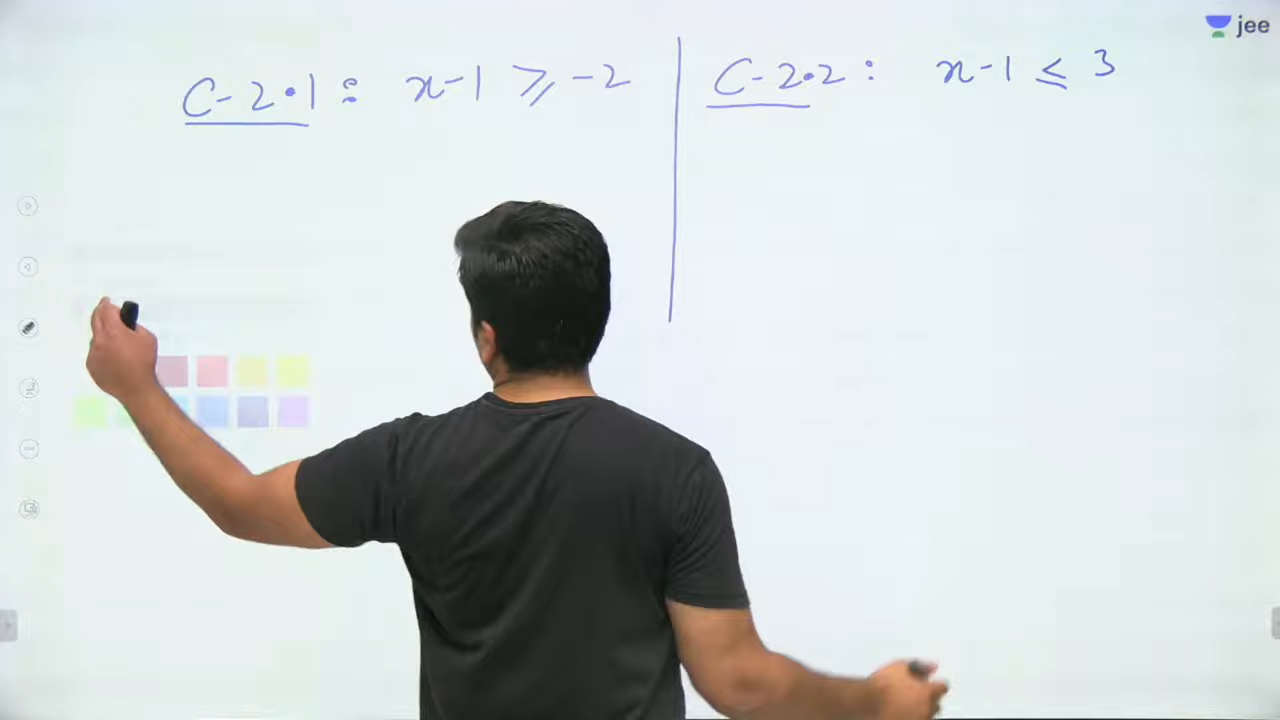 jee
C-2.1: x-1 ≥ -2
C-2.2: x-1 ≤ 3